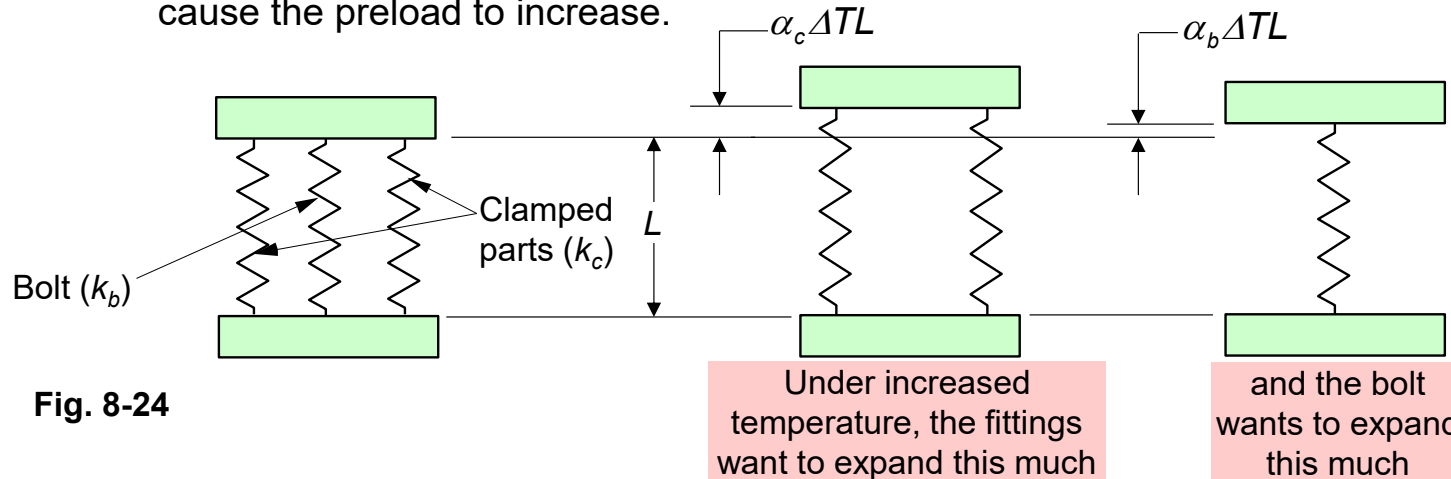 cause the preload to increase.
α_cΔTL
α_bΔTL
Clamped
parts (k_c)
L
Bolt (k_b)
Fig. 8-24
Under increased
temperature, the fittings
want to expand this much
and the bolt
wants to expand
this much